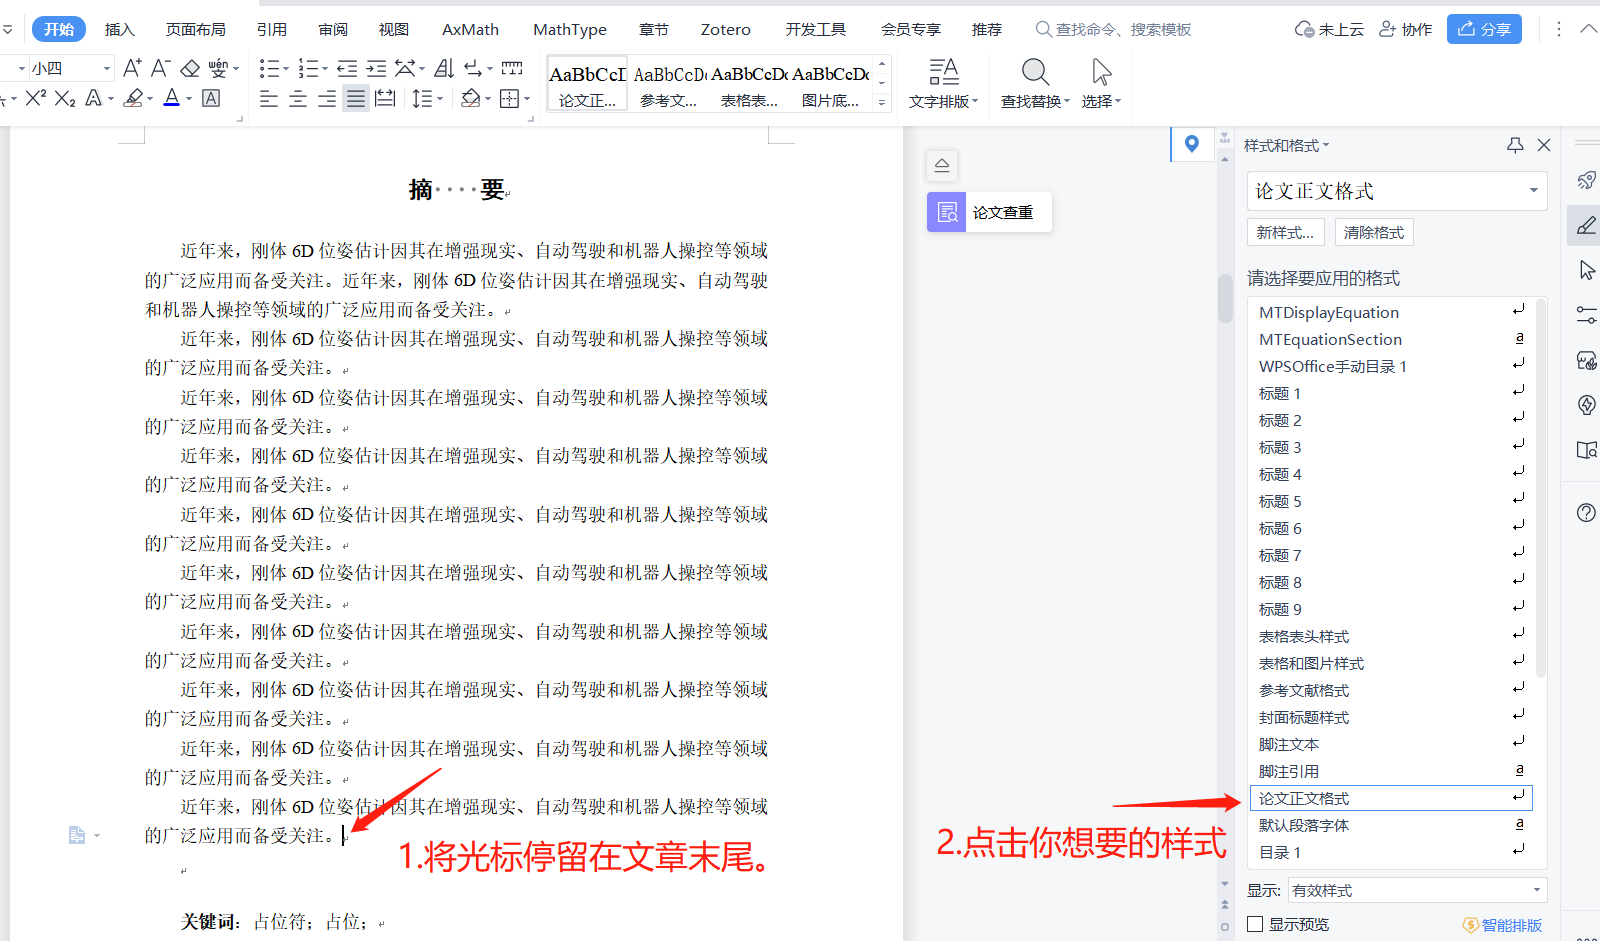 开始 插入 页面布局 引用 审阅 视图 AxMath MathType 章节 Zotero 开发工具 会员专享 推荐 查找命令、搜索模板 未上云 协作 分享
小四 A+ A- wén
X² X₂ A A A
AaBbCcD AaBbCcD AaBbCcDc AaBbCcDc
论文正... 参考文... 表格表... 图片底...
文字排版 查找替换 选择
摘····要
近年来，刚体 6D 位姿估计因其在增强现实、自动驾驶和机器人操控等领域
的广泛应用而备受关注。近年来，刚体 6D 位姿估计因其在增强现实、自动驾驶
和机器人操控等领域的广泛应用而备受关注。
近年来，刚体 6D 位姿估计因其在增强现实、自动驾驶和机器人操控等领域
的广泛应用而备受关注。
近年来，刚体 6D 位姿估计因其在增强现实、自动驾驶和机器人操控等领域
的广泛应用而备受关注。
近年来，刚体 6D 位姿估计因其在增强现实、自动驾驶和机器人操控等领域
的广泛应用而备受关注。
近年来，刚体 6D 位姿估计因其在增强现实、自动驾驶和机器人操控等领域
的广泛应用而备受关注。
近年来，刚体 6D 位姿估计因其在增强现实、自动驾驶和机器人操控等领域
的广泛应用而备受关注。
近年来，刚体 6D 位姿估计因其在增强现实、自动驾驶和机器人操控等领域
的广泛应用而备受关注。
近年来，刚体 6D 位姿估计因其在增强现实、自动驾驶和机器人操控等领域
的广泛应用而备受关注。
近年来，刚体 6D 位姿估计因其在增强现实、自动驾驶和机器人操控等领域
的广泛应用而备受关注。
近年来，刚体 6D 位姿估计因其在增强现实、自动驾驶和机器人操控等领域
的广泛应用而备受关注。
1.将光标停留在文章末尾。
关键词：占位符；占位；
论文查重
2.点击你想要的样式
样式和格式
论文正文格式
新样式... 清除格式
请选择要应用的格式
MTDisplayEquation
MTEquationSection a
WPSOffice手动目录 1
标题 1
标题 2
标题 3
标题 4
标题 5
标题 6
标题 7
标题 8
标题 9
表格表头样式
表格和图片样式
参考文献格式
封面标题样式
脚注文本
脚注引用 a
论文正文格式
默认段落字体 a
目录 1
显示: 有效样式
显示预览 智能排版